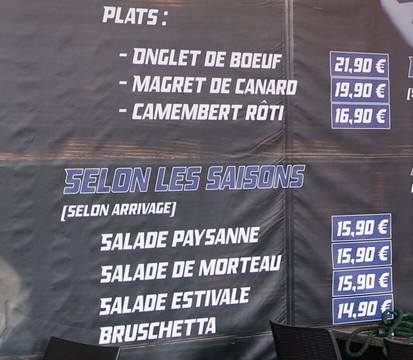 PLATS :
- ONGLET DE BOEUF 21,90 €
- MAGRET DE CANARD 19,90 €
- CAMEMBERT RÔTI 16,90 €
SELON LES SAISONS
(SELON ARRIVAGE)
SALADE PAYSANNE 15,90 €
SALADE DE MORTEAU 15,90 €
SALADE ESTIVALE 15,90 €
BRUSCHETTA 14,90 €